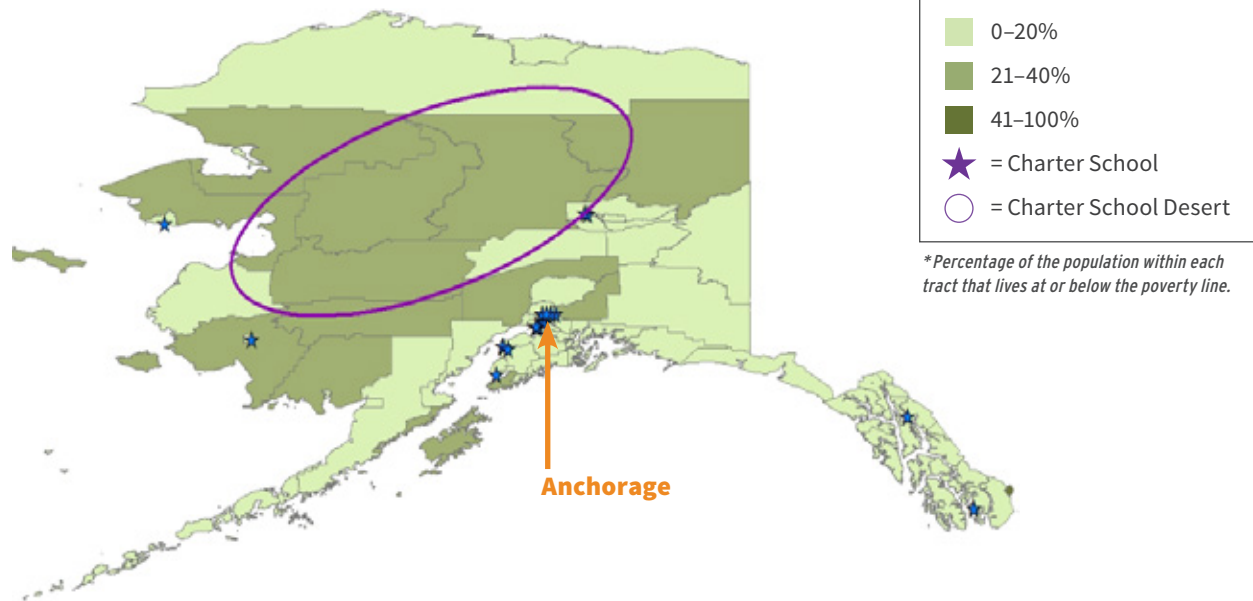 0–20%
21–40%
41–100%
= Charter School
= Charter School Desert
*Percentage of the population within each
tract that lives at or below the poverty line.
Anchorage